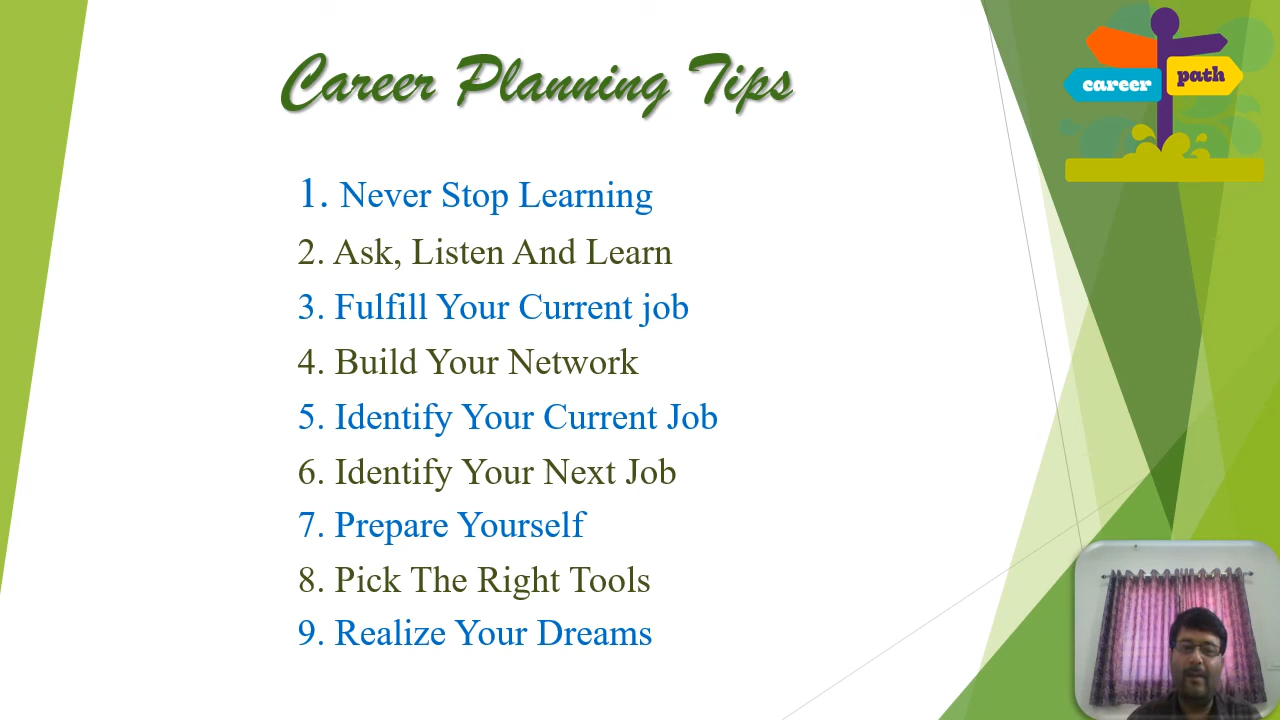 Career Planning Tips
career path
1. Never Stop Learning
2. Ask, Listen And Learn
3. Fulfill Your Current job
4. Build Your Network
5. Identify Your Current Job
6. Identify Your Next Job
7. Prepare Yourself
8. Pick The Right Tools
9. Realize Your Dreams